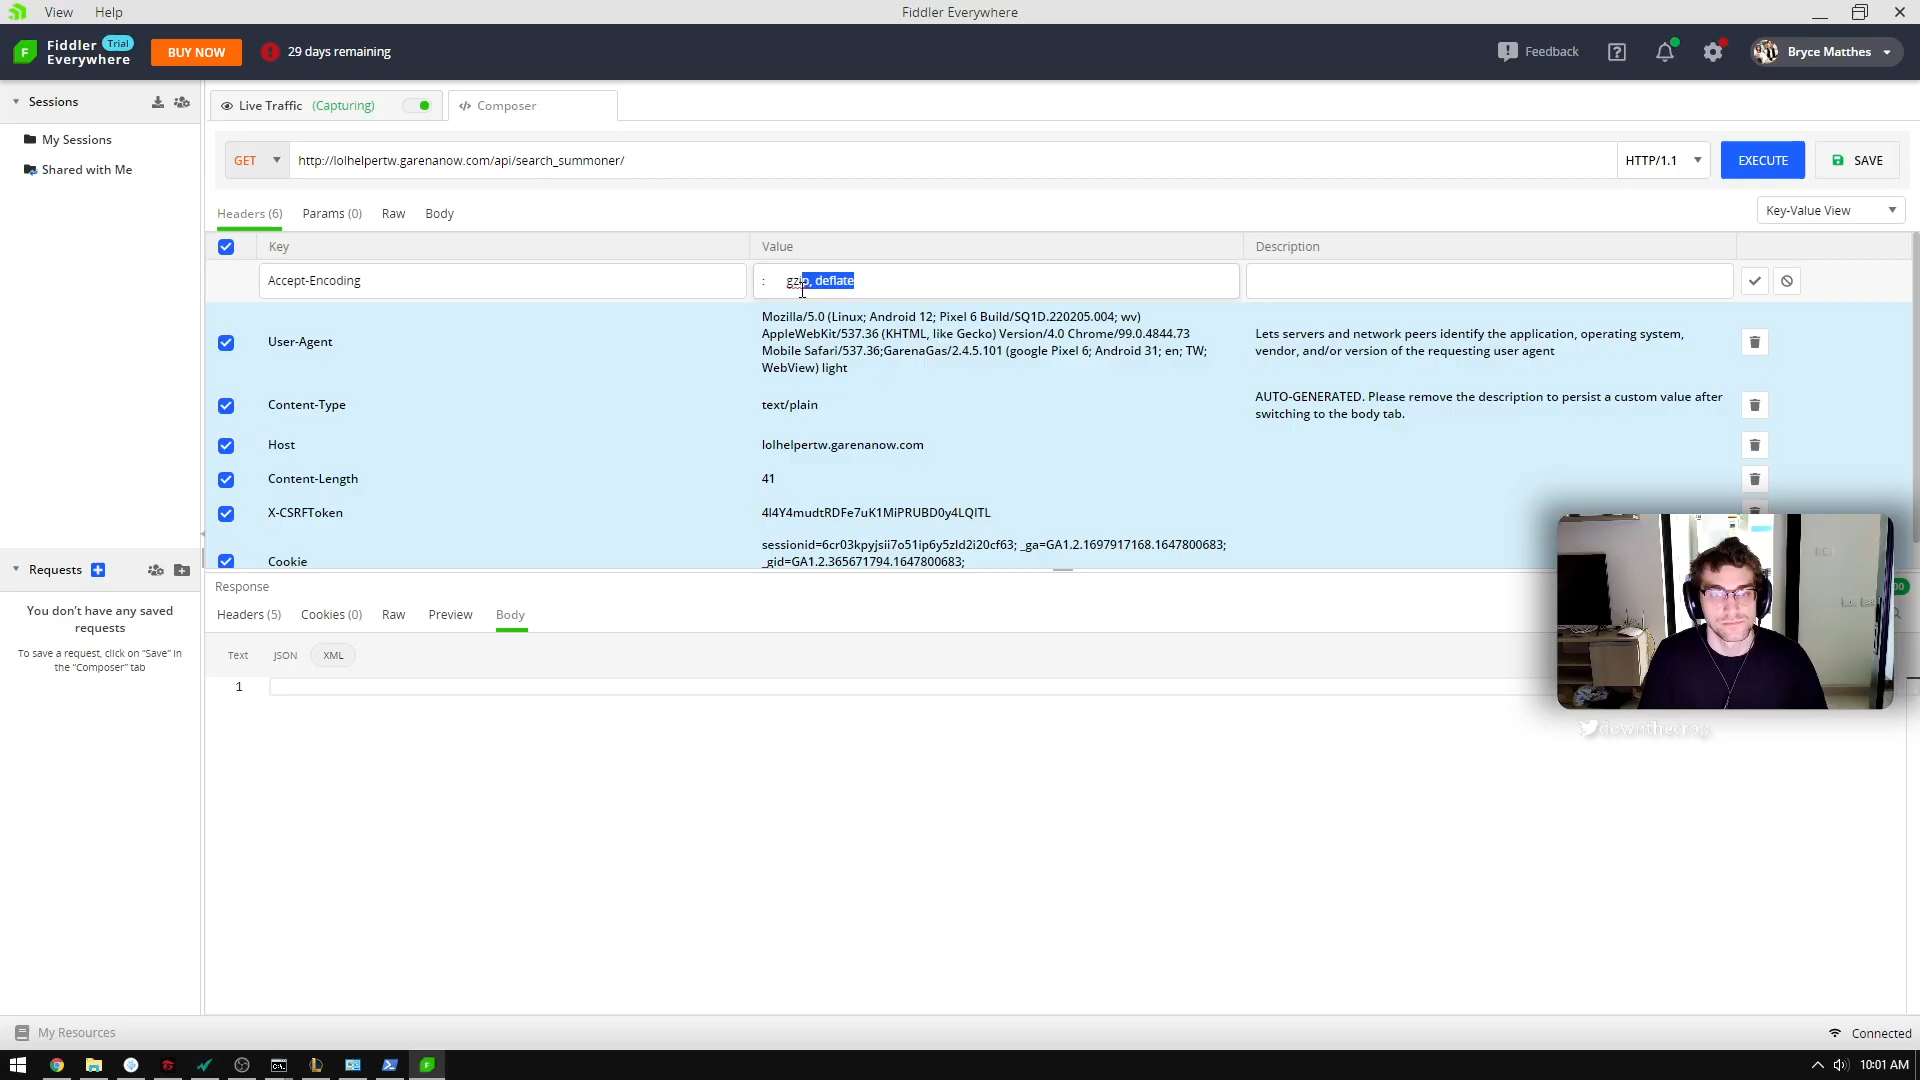 View Help Fiddler Everywhere
Fiddler Everywhere Trial BUY NOW 29 days remaining Feedback Bryce Matthes
Sessions
My Sessions
Shared with Me
Live Traffic (Capturing) Composer
GET http://lolhelpertw.garenanow.com/api/search_summoner/ HTTP/1.1 EXECUTE SAVE
Headers (6) Params (0) Raw Body Key-Value View
Key Value Description
Accept-Encoding : gzip, deflate
User-Agent
Mozilla/5.0 (Linux; Android 12; Pixel 6 Build/SQ1D.220205.004; wv)
AppleWebKit/537.36 (KHTML, like Gecko) Version/4.0 Chrome/99.0.4844.73
Mobile Safari/537.36;GarenaGas/2.4.5.101 (google Pixel 6; Android 31; en; TW;
WebView) light
Lets servers and network peers identify the application, operating system,
vendor, and/or version of the requesting user agent
Content-Type text/plain
AUTO-GENERATED. Please remove the description to persist a custom value after
switching to the body tab.
Host lolhelpertw.garenanow.com
Content-Length 41
X-CSRFToken 4l4Y4mudtRDFe7uK1MiPRUBD0y4LQITL
Cookie
sessionid=6cr03kpyjsii7o51ip6y5zld2i20cf63; _ga=GA1.2.1697917168.1647800683;
_gid=GA1.2.365671794.1647800683;
Requests
You don't have any saved
requests
To save a request, click on "Save" in
the "Composer" tab
Response
Headers (5) Cookies (0) Raw Preview Body
Text JSON XML
1
downthecrop
My Resources Connected
10:01 AM